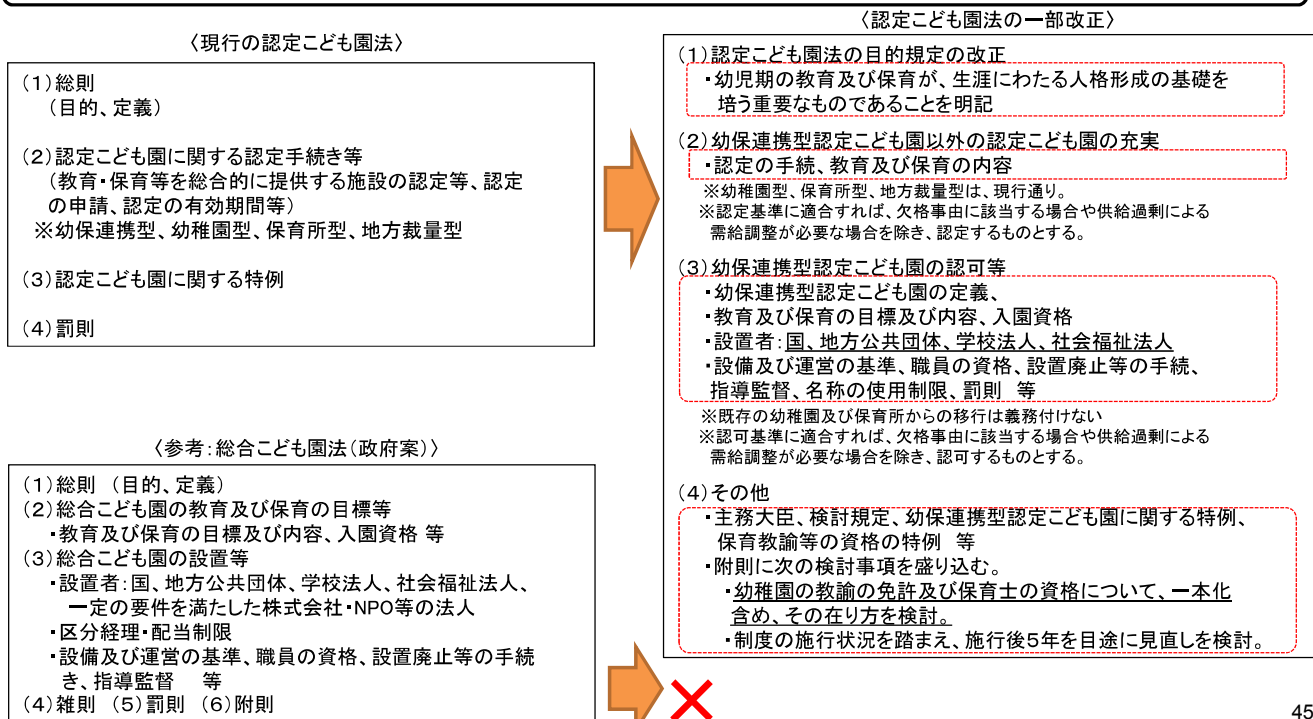 〈現行の認定こども園法〉
(1)総則
(目的、定義)
(2)認定こども園に関する認定手続き等
(教育・保育等を総合的に提供する施設の認定等、認定
の申請、認定の有効期間等)
※幼保連携型、幼稚園型、保育所型、地方裁量型
(3)認定こども園に関する特例
(4)罰則
〈参考:総合こども園法(政府案)〉
(1)総則 (目的、定義)
(2)総合こども園の教育及び保育の目標等
・教育及び保育の目標及び内容、入園資格 等
(3)総合こども園の設置等
・設置者:国、地方公共団体、学校法人、社会福祉法人、
一定の要件を満たした株式会社・NPO等の法人
・区分経理・配当制限
・設備及び運営の基準、職員の資格、設置廃止等の手続
き、指導監督 等
(4)雑則 (5)罰則 (6)附則
〈認定こども園法の一部改正〉
(1)認定こども園法の目的規定の改正
・幼児期の教育及び保育が、生涯にわたる人格形成の基礎を
培う重要なものであることを明記
(2)幼保連携型認定こども園以外の認定こども園の充実
・認定の手続、教育及び保育の内容
※幼稚園型、保育所型、地方裁量型は、現行通り。
※認定基準に適合すれば、欠格事由に該当する場合や供給過剰による
需給調整が必要な場合を除き、認定するものとする。
(3)幼保連携型認定こども園の認可等
・幼保連携型認定こども園の定義、
・教育及び保育の目標及び内容、入園資格
・設置者:国、地方公共団体、学校法人、社会福祉法人
・設備及び運営の基準、職員の資格、設置廃止等の手続、
指導監督、名称の使用制限、罰則 等
※既存の幼稚園及び保育所からの移行は義務付けない
※認可基準に適合すれば、欠格事由に該当する場合や供給過剰による
需給調整が必要な場合を除き、認可するものとする。
(4)その他
・主務大臣、検討規定、幼保連携型認定こども園に関する特例、
保育教諭等の資格の特例 等
・附則に次の検討事項を盛り込む。
・幼稚園の教諭の免許及び保育士の資格について、一本化
含め、その在り方を検討。
・制度の施行状況を踏まえ、施行後5年を目途に見直しを検討。
45